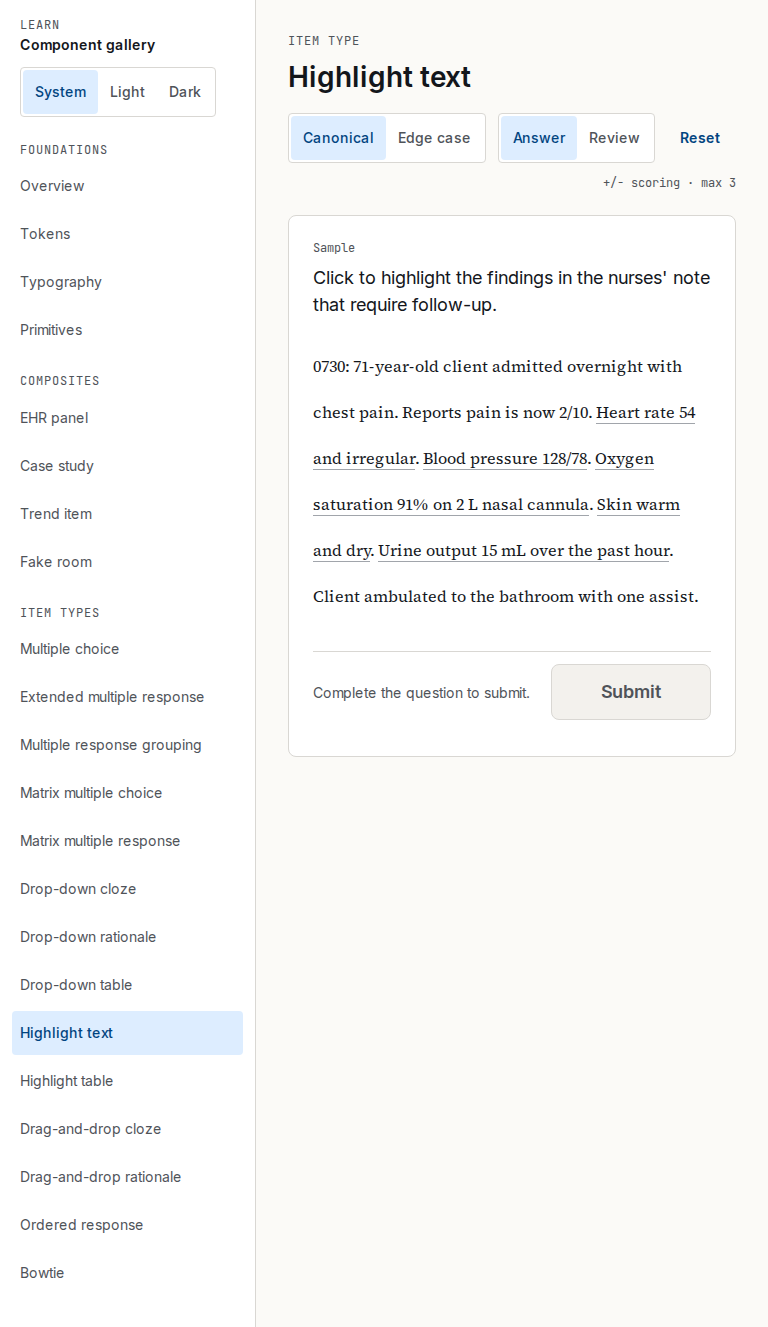 LEARN
Component gallery
System Light Dark
FOUNDATIONS
Overview
Tokens
Typography
Primitives
COMPOSITES
EHR panel
Case study
Trend item
Fake room
ITEM TYPES
Multiple choice
Extended multiple response
Multiple response grouping
Matrix multiple choice
Matrix multiple response
Drop-down cloze
Drop-down rationale
Drop-down table
Highlight text
Highlight table
Drag-and-drop cloze
Drag-and-drop rationale
Ordered response
Bowtie
ITEM TYPE
Highlight text
Canonical Edge case Answer Review Reset
+/- scoring · max 3
Sample
Click to highlight the findings in the nurses' note
that require follow-up.
0730: 71-year-old client admitted overnight with
chest pain. Reports pain is now 2/10. Heart rate 54
and irregular. Blood pressure 128/78. Oxygen
saturation 91% on 2 L nasal cannula. Skin warm
and dry. Urine output 15 mL over the past hour.
Client ambulated to the bathroom with one assist.
Complete the question to submit. Submit